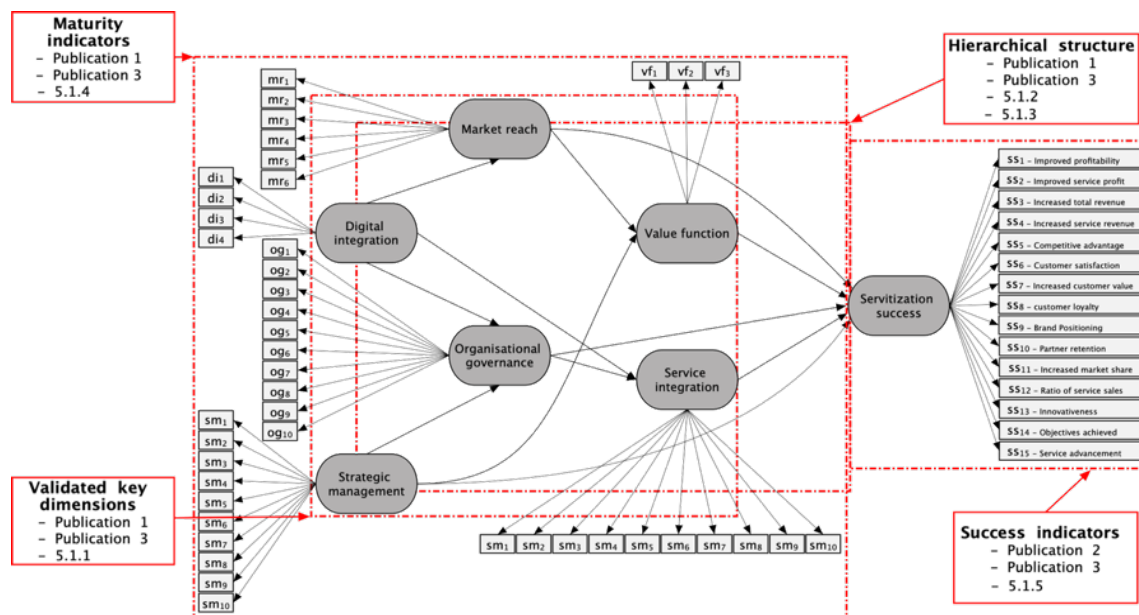 Maturity
indicators
- Publication 1
- Publication 3
- 5.1.4
Hierarchical structure
- Publication 1
- Publication 3
- 5.1.2
- 5.1.3
mr1
mr2
mr3
mr4
mr5
mr6
vf1 vf2 vf3
Market reach
di1
di2
di3
di4
Digital
integration
Value function
og1
og2
og3
og4
og5
og6
og7
og8
og9
og10
Organisational
governance
Service
integration
Servitization
success
ss1 - Improved profitability
ss2 - Improved service profit
ss3 - Increased total revenue
ss4 - Increased service revenue
ss5 - Competitive advantage
ss6 - Customer satisfaction
ss7 - Increased customer value
ss8 - customer loyalty
ss9 - Brand Positioning
ss10 - Partner retention
ss11 - Increased market share
ss12 - Ratio of service sales
ss13 - Innovativeness
ss14 - Objectives achieved
ss15 - Service advancement
sm1
sm2
sm3
sm4
sm5
sm6
sm7
sm8
sm9
sm10
Strategic
management
Validated key
dimensions
- Publication 1
- Publication 3
- 5.1.1
sm1 sm2 sm3 sm4 sm5 sm6 sm7 sm8 sm9 sm10
Success indicators
- Publication 2
- Publication 3
- 5.1.5